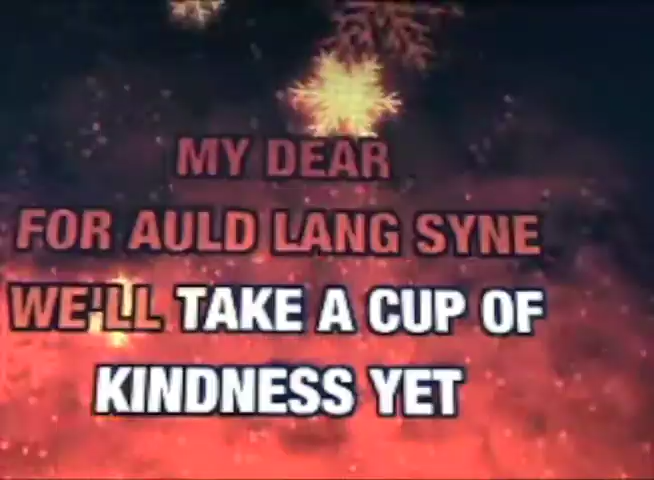 MY DEAR
FOR AULD LANG SYNE
WE'LL TAKE A CUP OF
KINDNESS YET